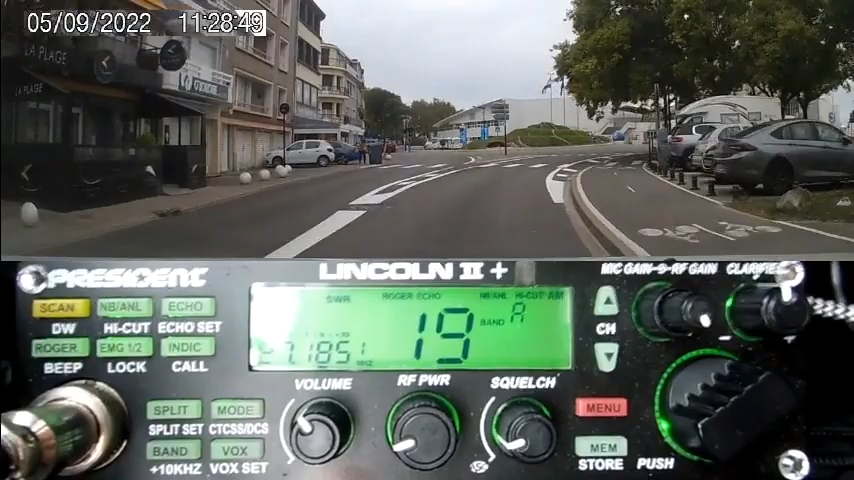 05/09/2022 11:28:49
LA PLAGE
LA PLAGE
PRESIDENT
LINCOLN II +
MIC GAIN RF GAIN CLARIFIER
SCAN NB/ANL ECHO
DW HI-CUT ECHO SET
ROGER EMG 1/2 INDIC
BEEP LOCK CALL
SWR ROGER ECHO NB/ANL HI-CUT AM
19 BAND A
27.1851 MHZ
CH
VOLUME RF PWR SQUELCH
SPLIT MODE
SPLIT SET CTCSS/DCS
BAND VOX
+10KHZ VOX SET
MENU
MEM
STORE PUSH